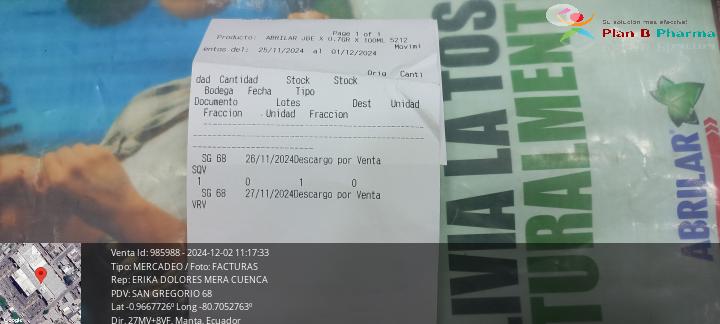 Su solución más efectiva!
Plan B Pharma
Page 1 of 1
Producto: ABRILAR JBE X 0.7GR X 100ML 5212
Movimi
entos del: 25/11/2024 al 01/12/2024
Orig Canti
dad Cantidad Stock Stock
Bodega Fecha Tipo
Documento Lotes Dest Unidad
Fraccion Unidad Fraccion
SG 68 26/11/2024Descargo por Venta
SQV
1 0 1 0
SG 68 27/11/2024Descargo por Venta
VRV
LIVIA LA TOS
TURALMENT
ABRILAR
Venta Id: 985988 - 2024-12-02 11:17:33
Tipo: MERCADEO / Foto: FACTURAS
Rep: ERIKA DOLORES MERA CUENCA
PDV: SAN GREGORIO 68
Lat -0.9667726º Long -80.7052763º
Dir. 27MV+8VF, Manta, Ecuador
Google